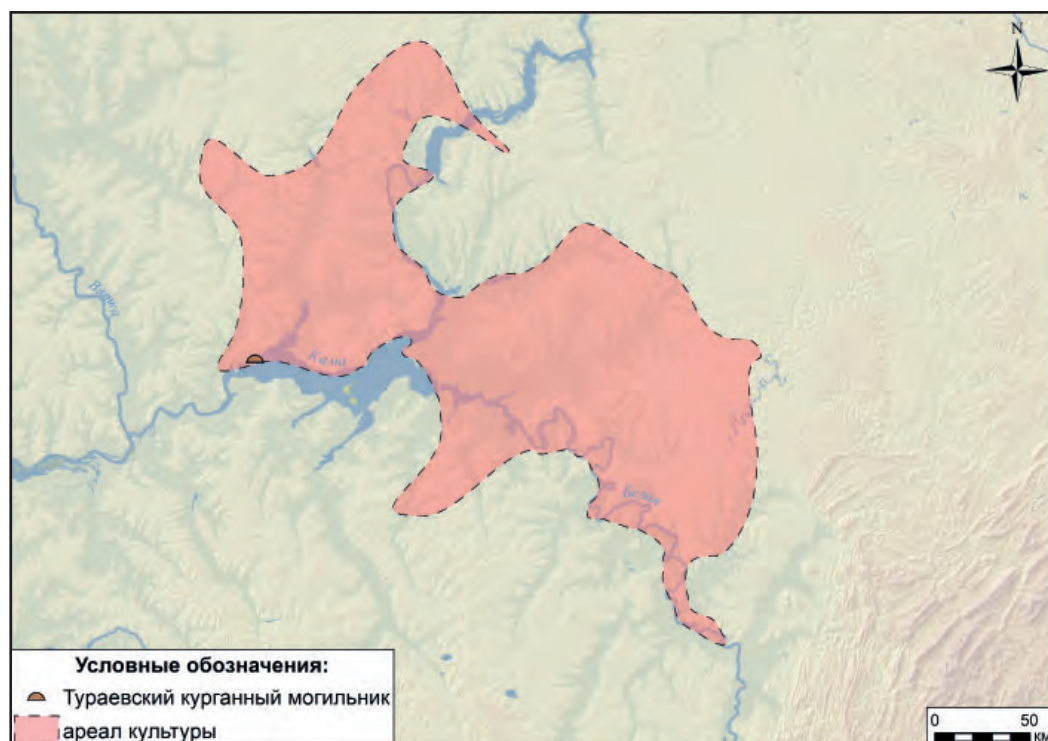 N
Вятка
Кама
Белая
Условные обозначения:
Тураевский курганный могильник
ареал культуры
0 50
КМ